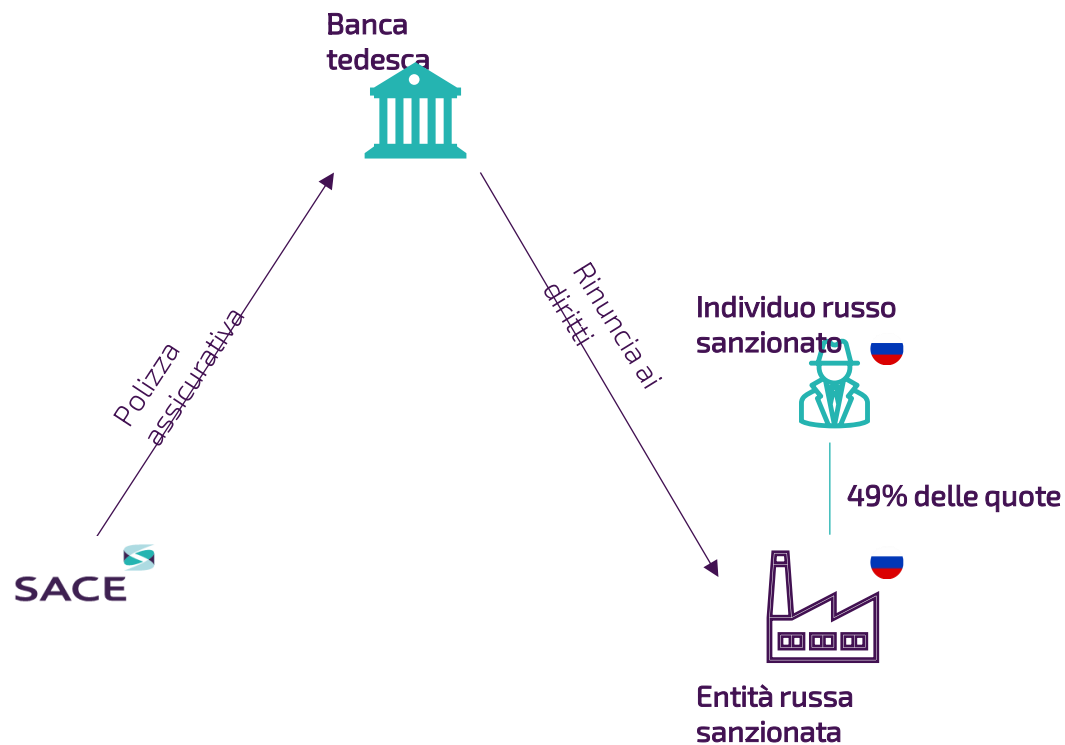 Banca
tedesca
Polizza
assicurativa
Rinuncia ai
diritti
Individuo russo
sanzionato
49% delle quote
SACE
Entità russa
sanzionata